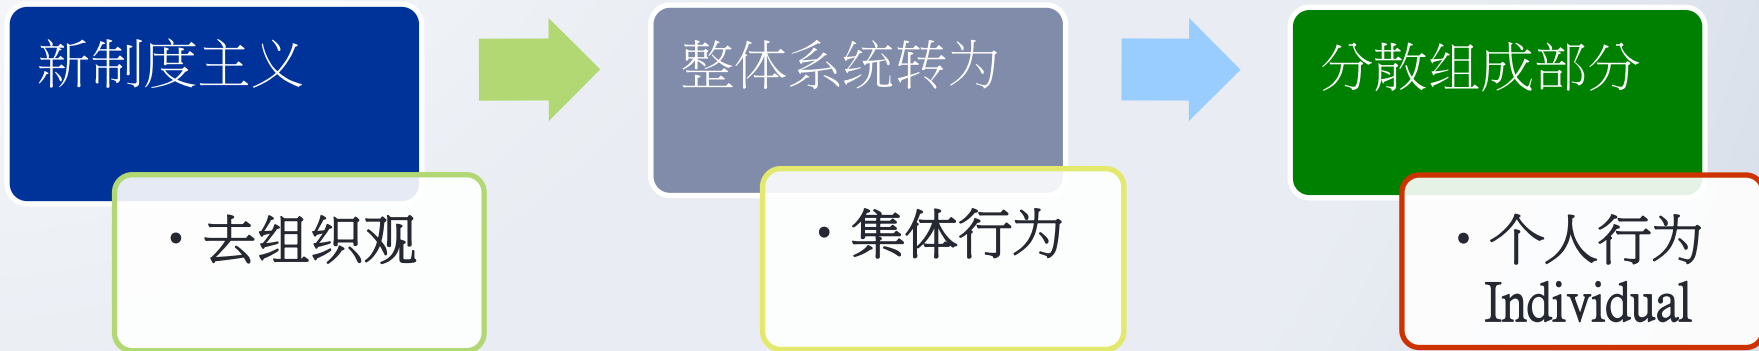 新制度主义
• 去组织观
整体系统转为
• 集体行为
分散组成部分
• 个人行为
Individual